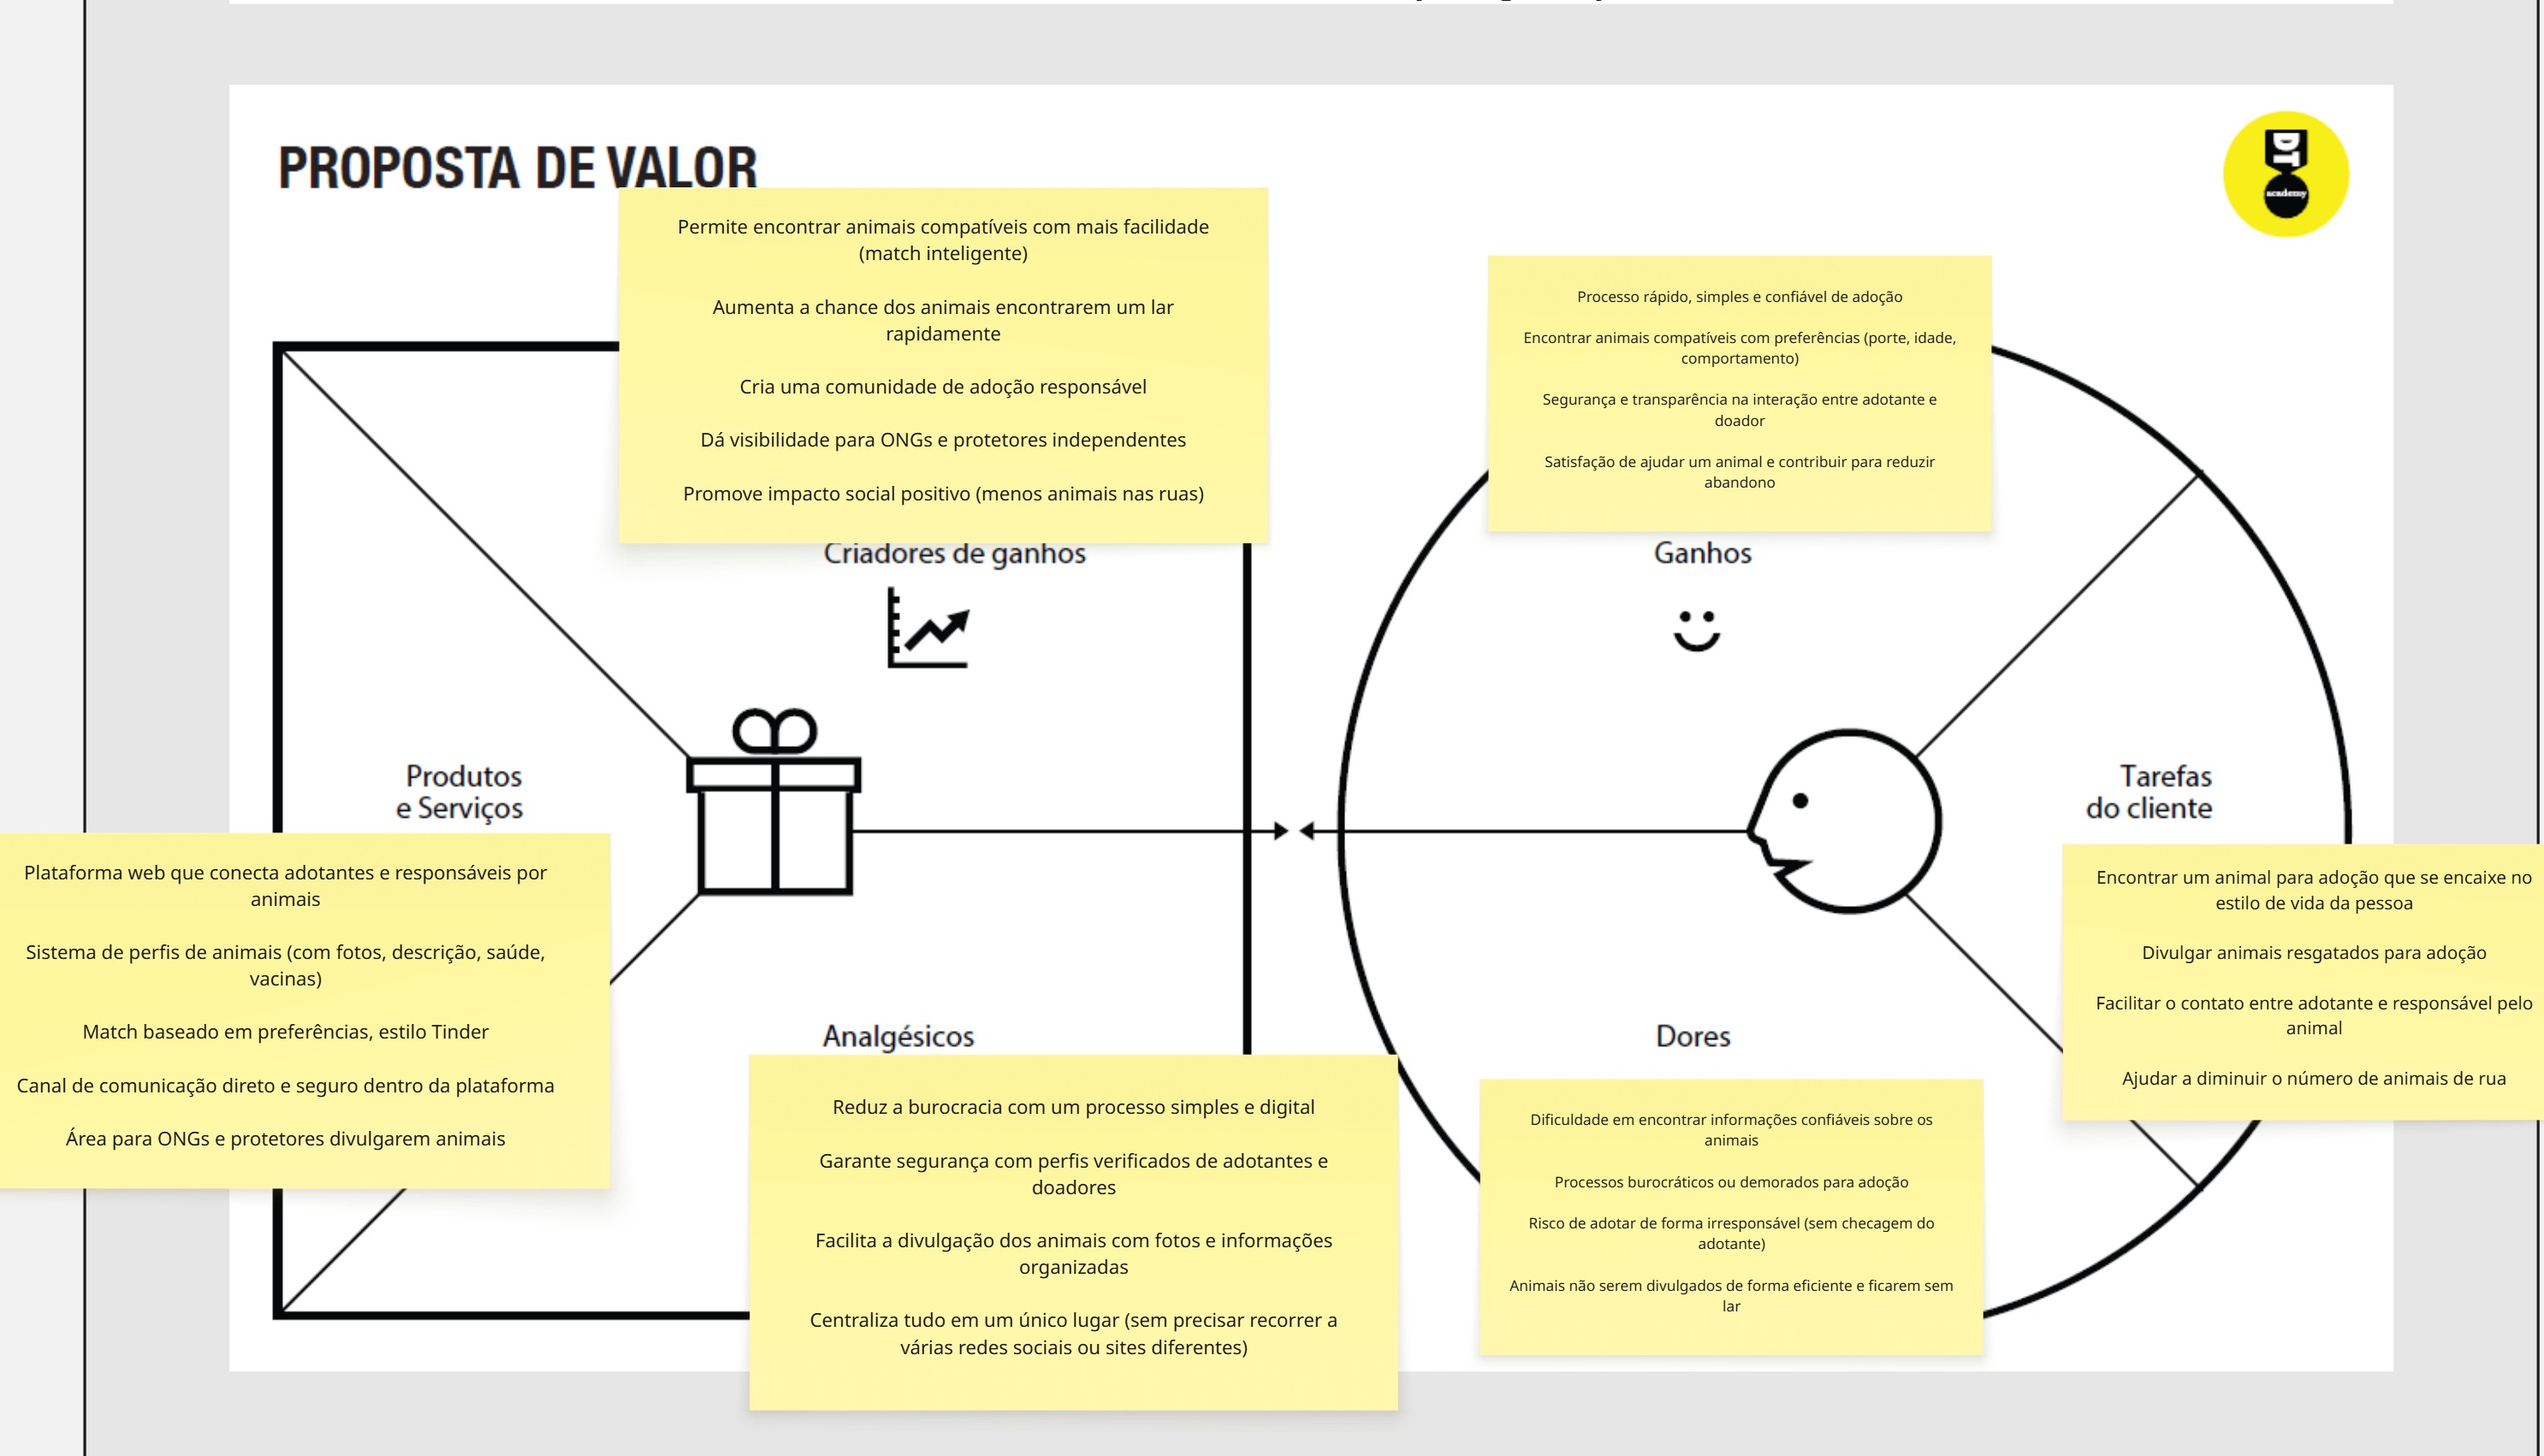 PROPOSTA DE VALOR
DT
academy
Permite encontrar animais compatíveis com mais facilidade
(match inteligente)
Aumenta a chance dos animais encontrarem um lar
rapidamente
Cria uma comunidade de adoção responsável
Dá visibilidade para ONGs e protetores independentes
Promove impacto social positivo (menos animais nas ruas)
Criadores de ganhos
Processo rápido, simples e confiável de adoção
Encontrar animais compatíveis com preferências (porte, idade,
comportamento)
Segurança e transparência na interação entre adotante e
doador
Satisfação de ajudar um animal e contribuir para reduzir
abandono
Ganhos
Produtos
e Serviços
Plataforma web que conecta adotantes e responsáveis por
animais
Sistema de perfis de animais (com fotos, descrição, saúde,
vacinas)
Match baseado em preferências, estilo Tinder
Canal de comunicação direto e seguro dentro da plataforma
Área para ONGs e protetores divulgarem animais
Tarefas
do cliente
Encontrar um animal para adoção que se encaixe no
estilo de vida da pessoa
Divulgar animais resgatados para adoção
Facilitar o contato entre adotante e responsável pelo
animal
Ajudar a diminuir o número de animais de rua
Analgésicos
Reduz a burocracia com um processo simples e digital
Garante segurança com perfis verificados de adotantes e
doadores
Facilita a divulgação dos animais com fotos e informações
organizadas
Centraliza tudo em um único lugar (sem precisar recorrer a
várias redes sociais ou sites diferentes)
Dores
Dificuldade em encontrar informações confiáveis sobre os
animais
Processos burocráticos ou demorados para adoção
Risco de adotar de forma irresponsável (sem checagem do
adotante)
Animais não serem divulgados de forma eficiente e ficarem sem
lar